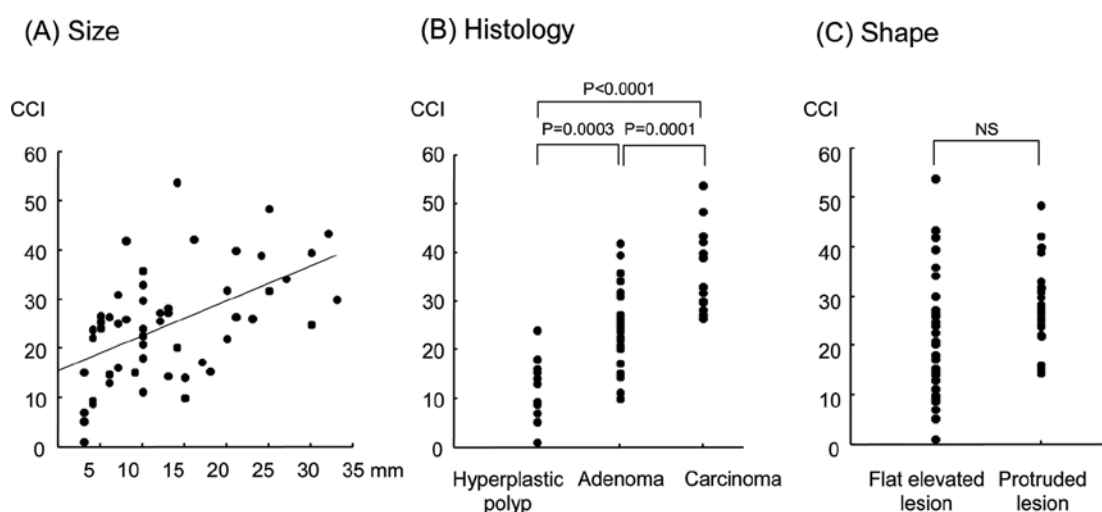 (A) Size
CCI
60
50
40
30
20
10
0
5 10 15 20 25 30 35 mm
(B) Histology
P<0.0001
CCI
P=0.0003 P=0.0001
60
50
40
30
20
10
0
Hyperplastic polyp
Adenoma
Carcinoma
(C) Shape
CCI
NS
60
50
40
30
20
10
0
Flat elevated lesion
Protruded lesion